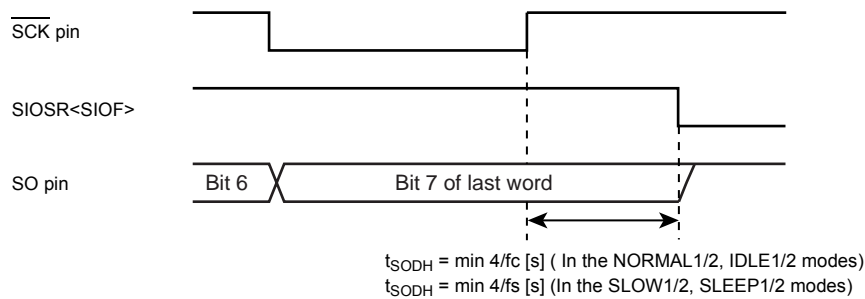 SCK pin
SIOSR<SIOF>
SO pin
Bit 6
Bit 7 of last word
tSODH = min 4/fc [s] ( In the NORMAL1/2, IDLE1/2 modes)
tSODH = min 4/fs [s] (In the SLOW1/2, SLEEP1/2 modes)